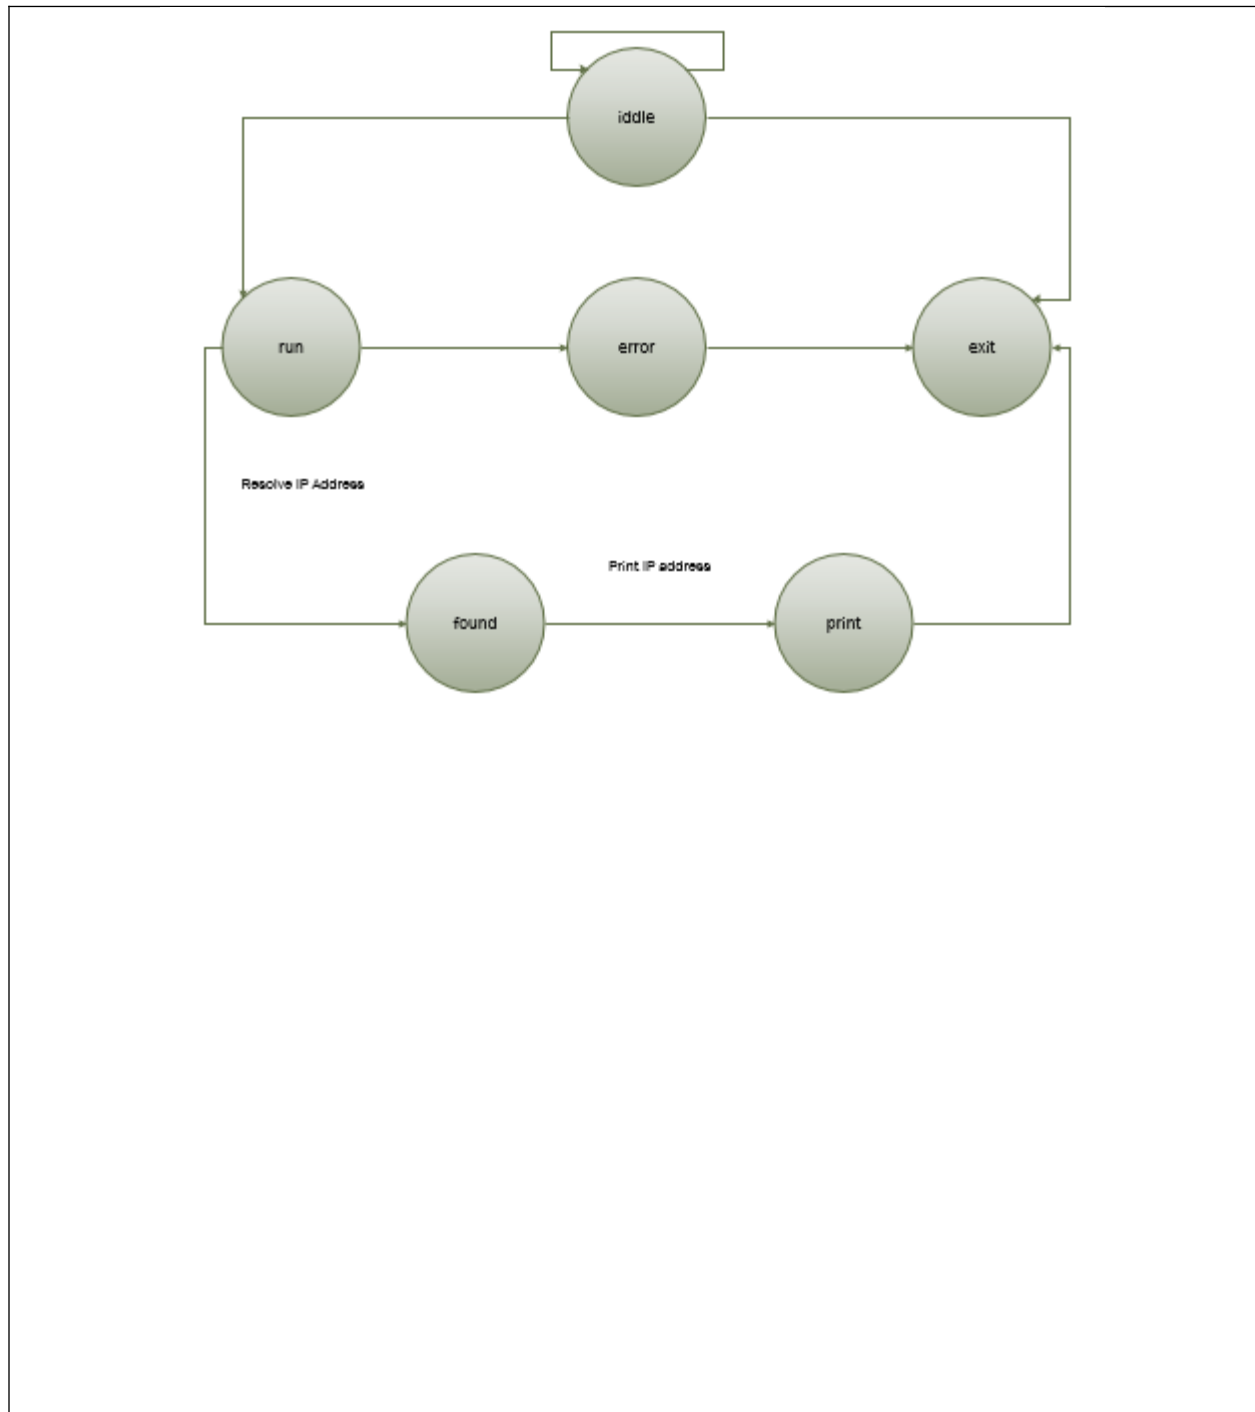 iddle
run
error
exit
Resolve IP Address
Print IP address
found
print